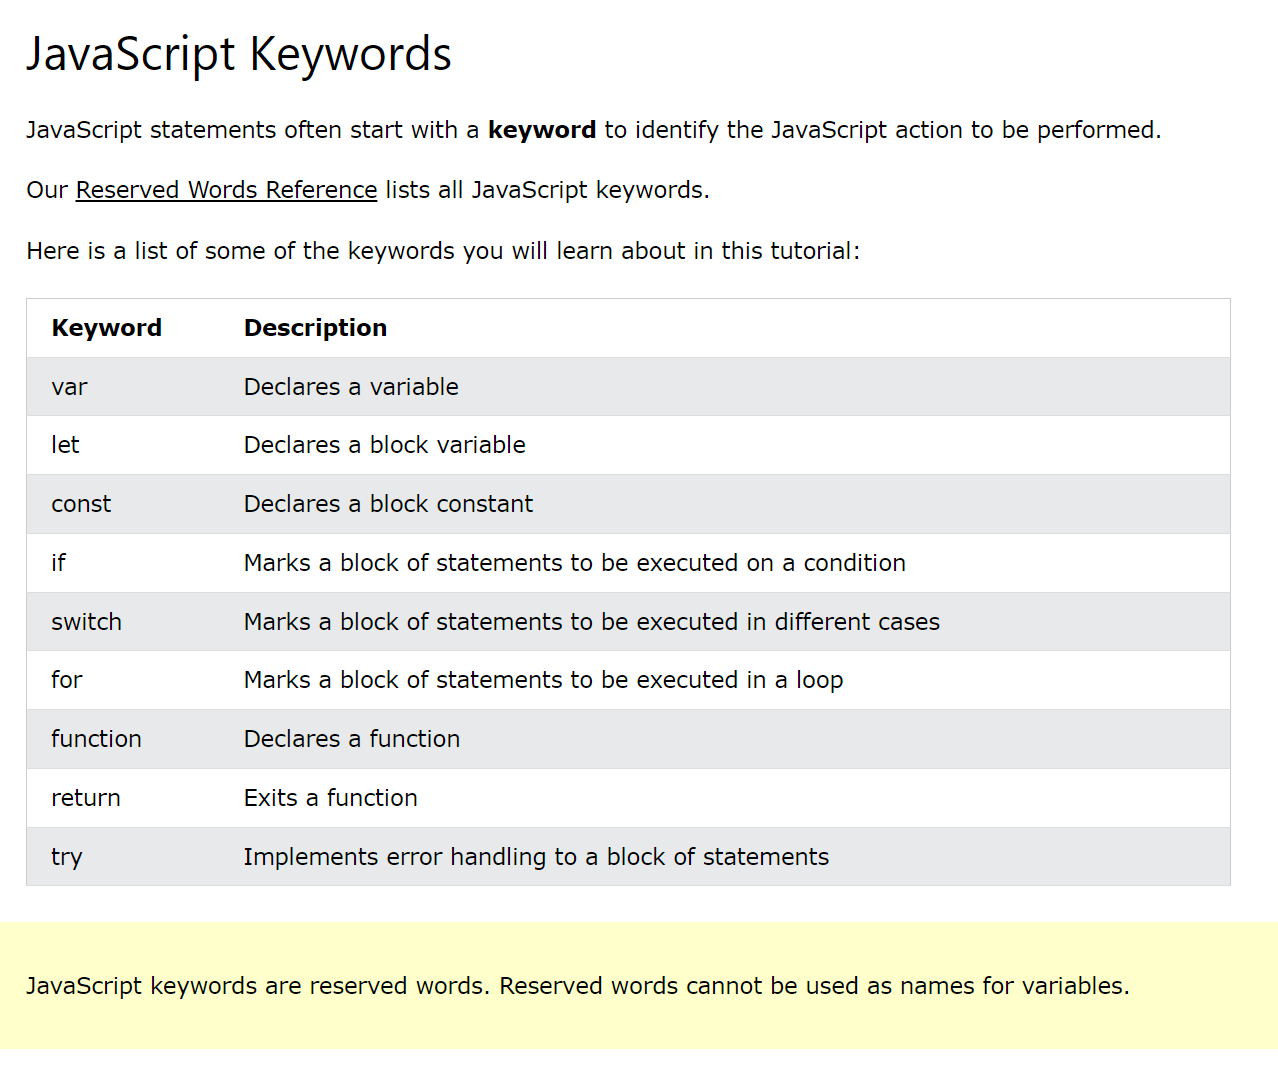 JavaScript Keywords
JavaScript statements often start with a keyword to identify the JavaScript action to be performed.
Our Reserved Words Reference lists all JavaScript keywords.
Here is a list of some of the keywords you will learn about in this tutorial:
Keyword Description
var Declares a variable
let Declares a block variable
const Declares a block constant
if Marks a block of statements to be executed on a condition
switch Marks a block of statements to be executed in different cases
for Marks a block of statements to be executed in a loop
function Declares a function
return Exits a function
try Implements error handling to a block of statements
JavaScript keywords are reserved words. Reserved words cannot be used as names for variables.